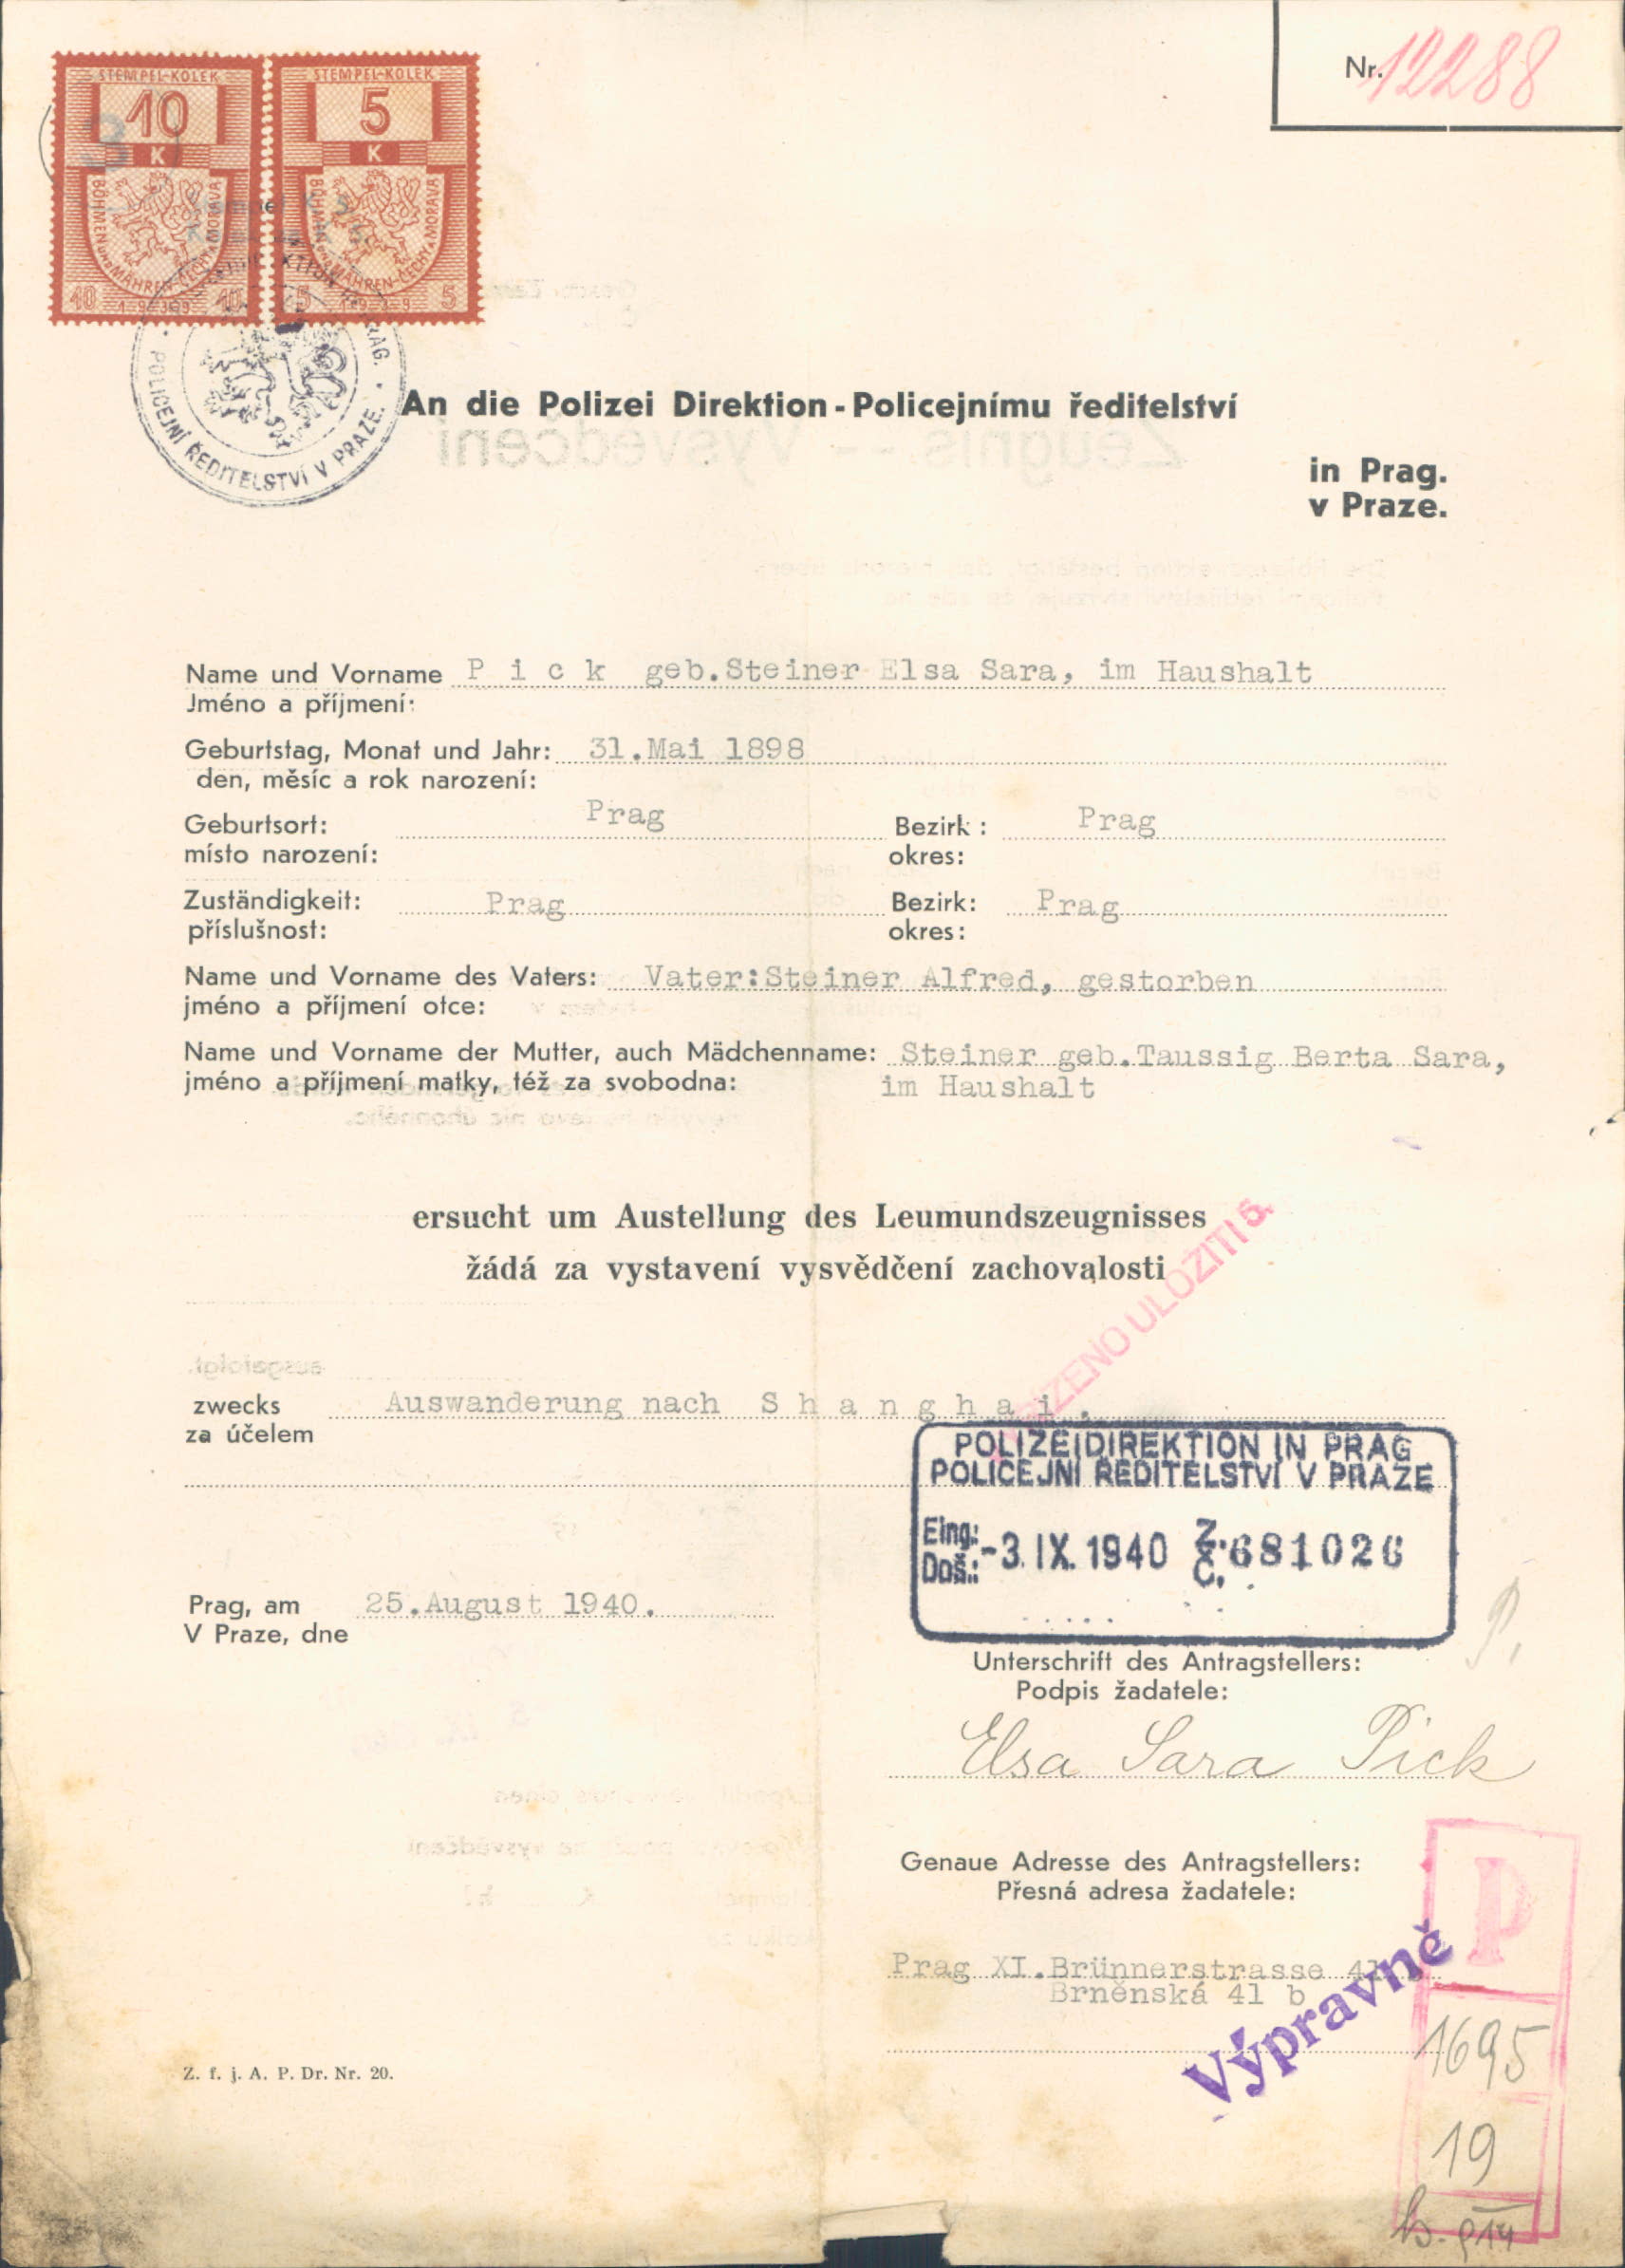 Nr. 12288
STEMPEL-KOLEK STEMPEL-KOLEK
10 5
K K
BÖHMEN UND MÄHREN-ČECHY A MORAVA BÖHMEN UND MÄHREN-ČECHY A MORAVA
10 10 5 5
POLICEJNÍ ŘEDITELSTVÍ V PRAZE.
An die Polizei Direktion - Policejnímu ředitelství
in Prag.
v Praze.
Name und Vorname P i c k geb.Steiner Elsa Sara, im Haushalt
Jméno a příjmení:
Geburtstag, Monat und Jahr: 31.Mai 1898
den, měsíc a rok narození:
Geburtsort: Prag Bezirk: Prag
místo narození: okres:
Zuständigkeit: Prag Bezirk: Prag
příslušnost: okres:
Name und Vorname des Vaters: Vater:Steiner Alfred, gestorben
jméno a příjmení otce:
Name und Vorname der Mutter, auch Mädchenname: Steiner geb.Taussig Berta Sara,
jméno a příjmení matky, též za svobodna: im Haushalt
ersucht um Austellung des Leumundszeugnisses
žádá za vystavení vysvědčení zachovalosti
ULOŽITI 5.
zwecks Auswanderung nach S h a n g h a i .
za účelem
POLIZEIDIREKTION IN PRAG
POLICEJNÍ ŘEDITELSTVÍ V PRAZE
Eing.: Doš.: -3. IX. 1940 Z. Č. 681026
Prag, am 25.August 1940.
V Praze, dne
P.
Unterschrift des Antragstellers:
Podpis žadatele:
Elsa Sara Pick
Genaue Adresse des Antragstellers:
Přesná adresa žadatele:
P
Prag XI.Brünnerstrasse 41
Brněnská 41 b
Výpravně
1695
19
Z. f. j. A. P. Dr. Nr. 20.